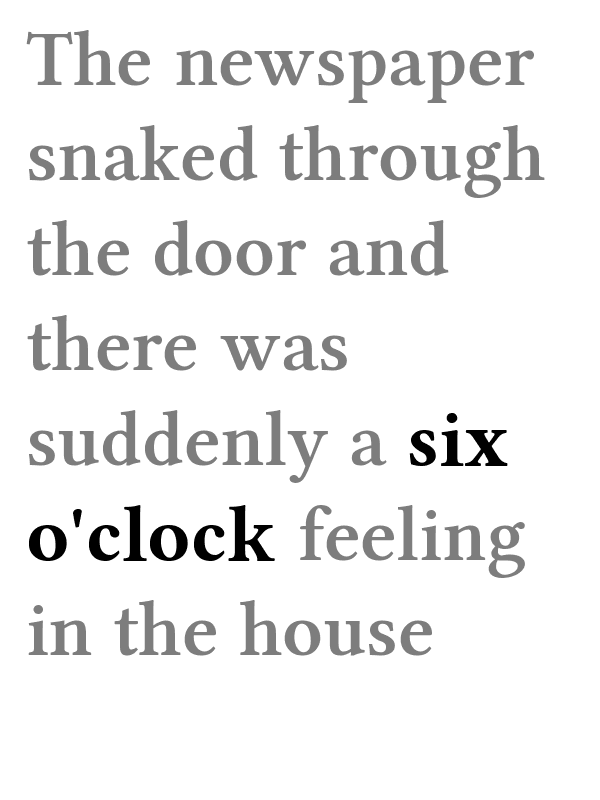 The newspaper
snaked through
the door and
there was
suddenly a six
o'clock feeling
in the house